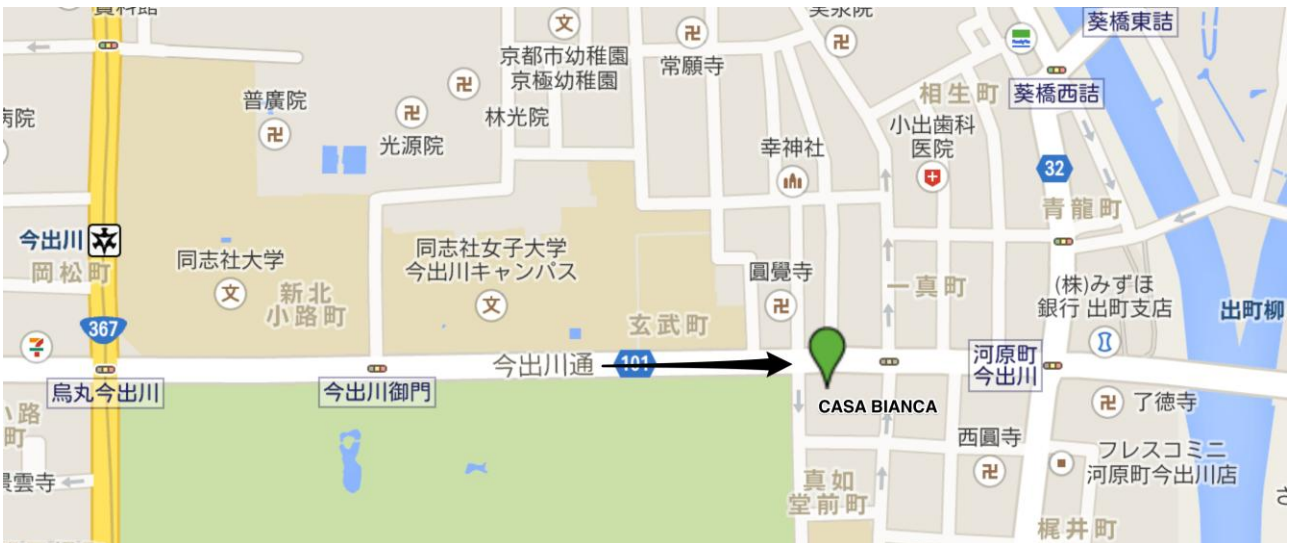 資料館
葵橋東詰
京都市幼稚園
京極幼稚園
常願寺
相生町
葵橋西詰
普廣院
光源院
林光院
小出歯科
医院
幸神社
32
青龍町
今出川
岡松町
同志社大学
同志社女子大学
今出川キャンパス
新北
小路町
圓覺寺
一真町
(株)みずほ
銀行 出町支店
出町柳
367
玄武町
今出川通
101
河原町
今出川
烏丸今出川
今出川御門
CASA BIANCA
了徳寺
西圓寺
フレスコミニ
河原町今出川店
真如
堂前町
梶井町